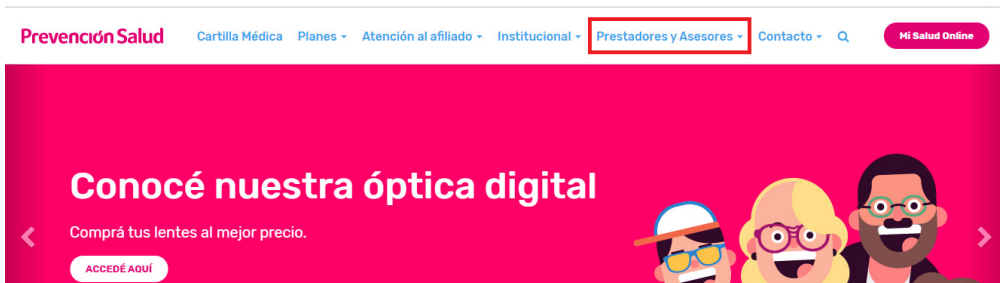 Prevención Salud Cartilla Médica Planes Atención al afiliado Institucional Prestadores y Asesores Contacto Mi Salud Online
Conocé nuestra óptica digital
Comprá tus lentes al mejor precio.
ACCEDÉ AQUÍ